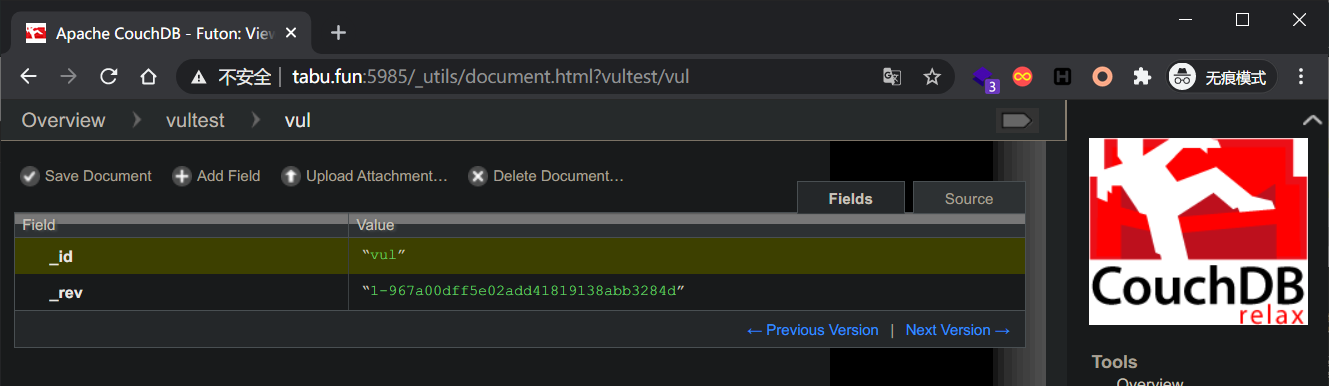 Apache CouchDB - Futon: View
不安全 | tabu.fun:5985/_utils/document.html?vultest/vul
3
H
无痕模式
Overview vultest vul
Save Document Add Field Upload Attachment… Delete Document…
Fields Source
Field Value
_id "vul"
_rev "1-967a00dff5e02add41819138abb3284d"
← Previous Version | Next Version →
CouchDB
relax
Tools
Overview